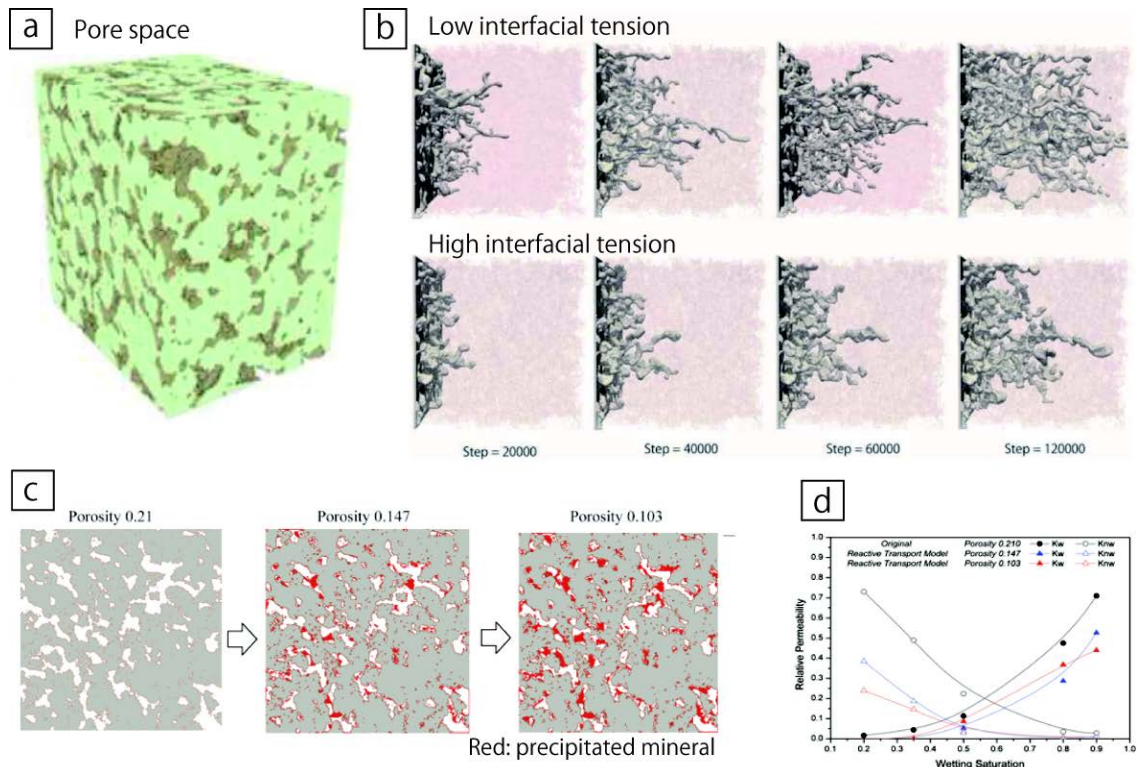 a
Pore space
b
Low interfacial tension
High interfacial tension
Step = 20000
Step = 40000
Step = 60000
Step = 120000
c
Porosity 0.21
Porosity 0.147
Porosity 0.103
Red: precipitated mineral
d
Original Porosity 0.210 Kw Knw
Reactive Transport Model Porosity 0.147 Kw Knw
Reactive Transport Model Porosity 0.103 Kw Knw
Relative Permeability
1.0
0.9
0.8
0.7
0.6
0.5
0.4
0.3
0.2
0.1
0.0
0.1 0.2 0.3 0.4 0.5 0.6 0.7 0.8 0.9 1.0
Wetting Saturation